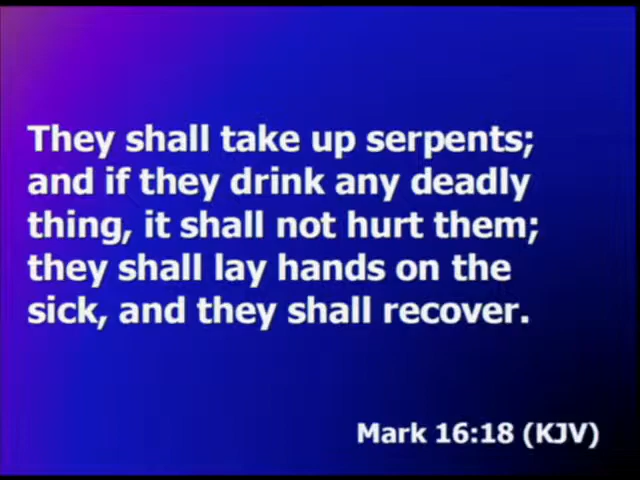 They shall take up serpents;
and if they drink any deadly
thing, it shall not hurt them;
they shall lay hands on the
sick, and they shall recover.
Mark 16:18 (KJV)